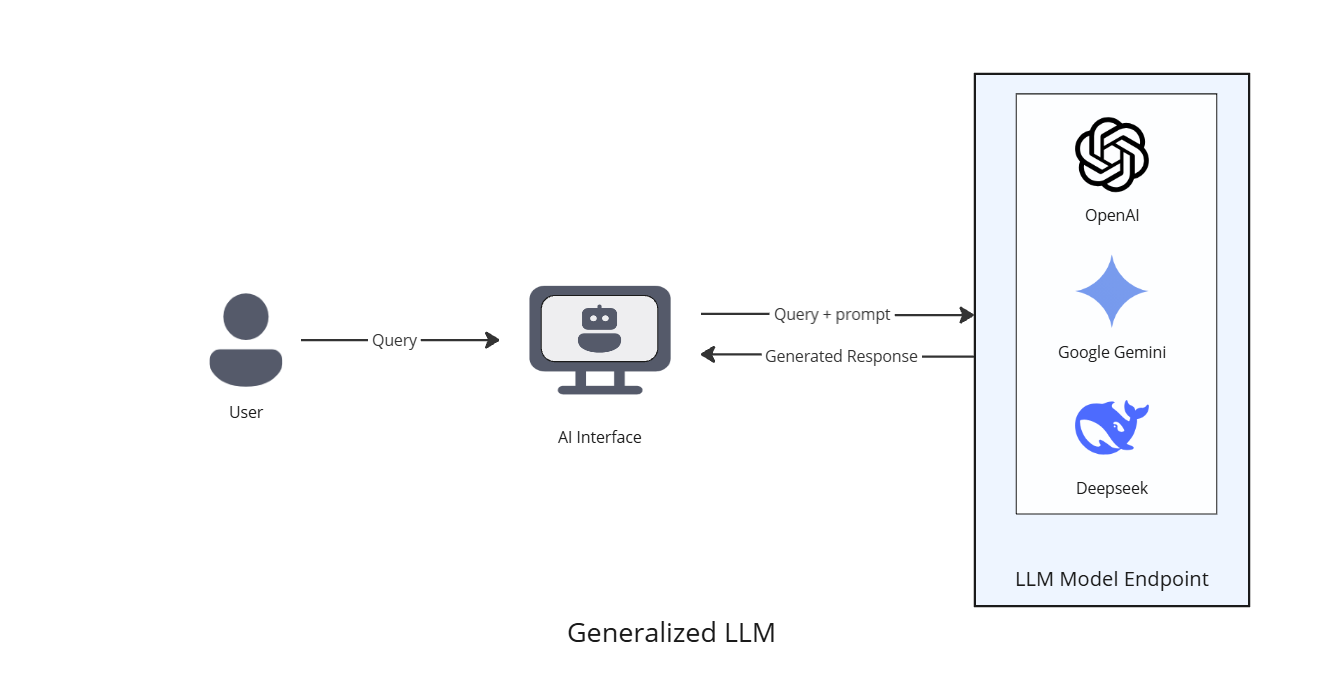 OpenAI
Google Gemini
Query + prompt
Query
Generated Response
User
AI Interface
Deepseek
LLM Model Endpoint
Generalized LLM